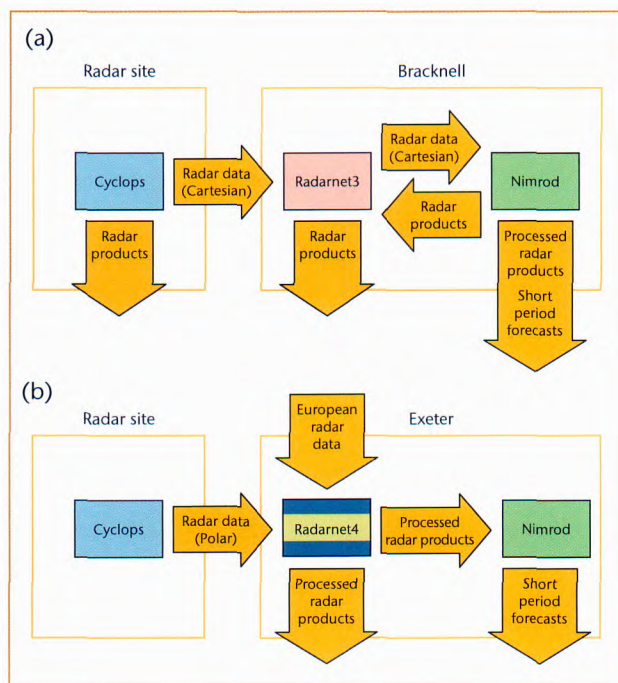 (a)
Radar site
Bracknell
Cyclops
Radar data
(Cartesian)
Radarnet3
Radar data
(Cartesian)
Radar
products
Nimrod
Radar
products
Radar
products
Processed
radar
products
Short
period
forecasts
(b)
Radar site
European
radar
data
Exeter
Cyclops
Radar data
(Polar)
Radarnet4
Processed
radar products
Nimrod
Processed
radar
products
Short
period
forecasts